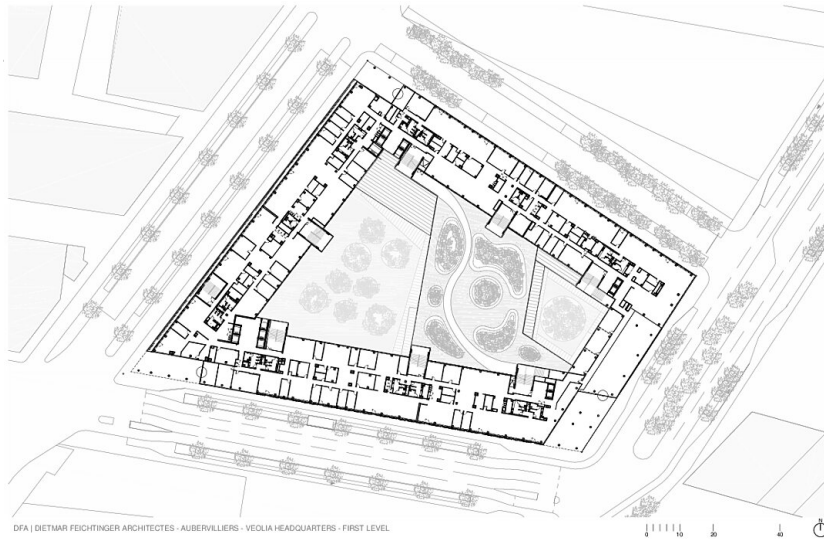 DFA | DIETMAR FEICHTINGER ARCHITECTES - AUBERVILLIERS - VEOLIA HEADQUARTERS - FIRST LEVEL
0 10 20 40
N